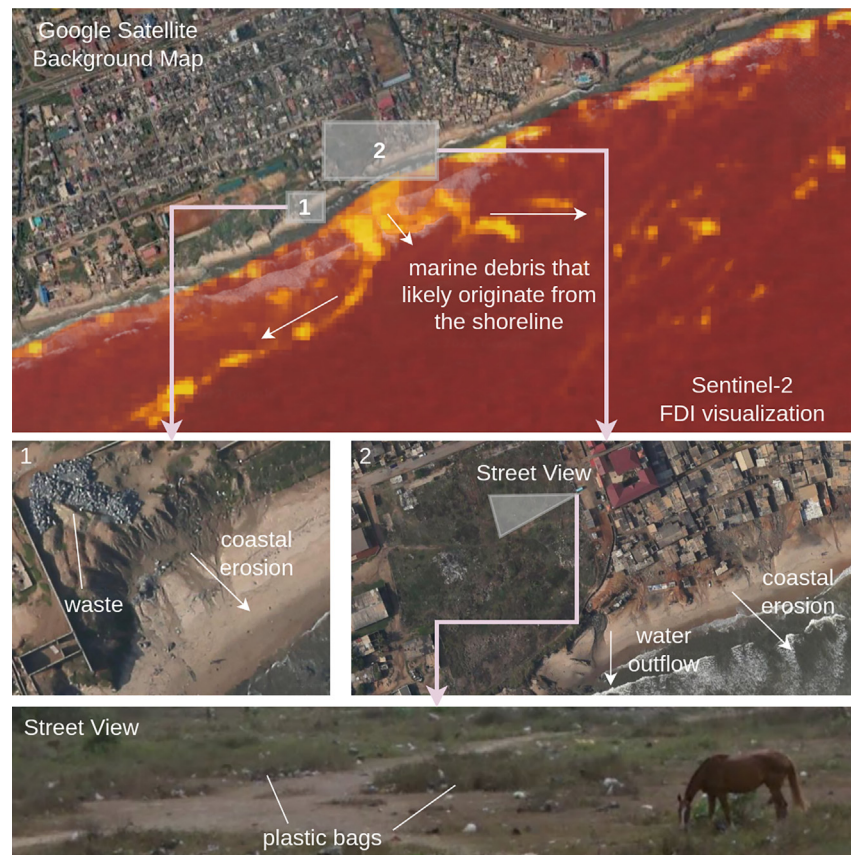 Google Satellite
Background Map
2
1
marine debris that
likely originate from
the shoreline
Sentinel-2
FDI visualization
1
waste
coastal
erosion
2
Street View
coastal
erosion
water
outflow
Street View
plastic bags